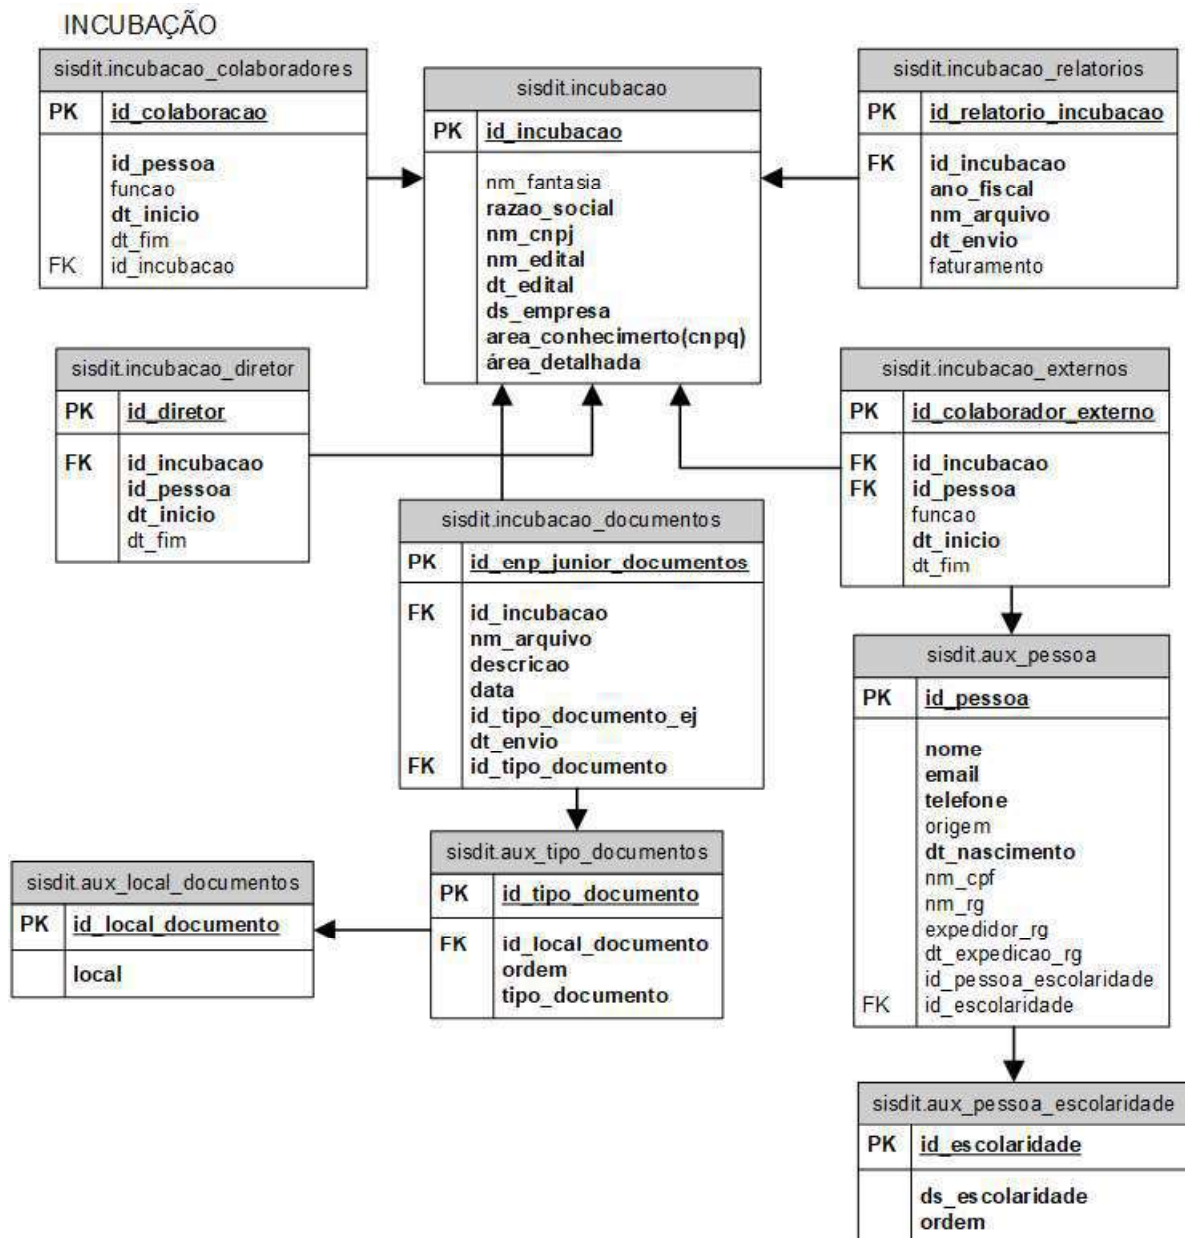 INCUBAÇÃO
sisdit.incubacao_colaboradores
PK id_colaboracao
id_pessoa
funcao
dt_inicio
dt_fim
FK id_incubacao
sisdit.incubacao
PK id_incubacao
nm_fantasia
razao_social
nm_cnpj
nm_edital
dt_edital
ds_empresa
area_conhecimerto(cnpq)
área_detalhada
sisdit.incubacao_relatorios
PK id_relatorio_incubacao
FK id_incubacao
ano_fiscal
nm_arquivo
dt_envio
faturamento
sisdit.incubacao_diretor
PK id_diretor
FK id_incubacao
id_pessoa
dt_inicio
dt_fim
sisdit.incubacao_documentos
PK id_enp_junior_documentos
FK id_incubacao
nm_arquivo
descricao
data
id_tipo_documento_ej
dt_envio
FK id_tipo_documento
sisdit.incubacao_externos
PK id_colaborador_externo
FK id_incubacao
FK id_pessoa
funcao
dt_inicio
dt_fim
sisdit.aux_pessoa
PK id_pessoa
nome
email
telefone
origem
dt_nascimento
nm_cpf
nm_rg
expedidor_rg
dt_expedicao_rg
id_pessoa_escolaridade
FK id_escolaridade
sisdit.aux_local_documentos
PK id_local_documento
local
sisdit.aux_tipo_documentos
PK id_tipo_documento
FK id_local_documento
ordem
tipo_documento
sisdit.aux_pessoa_escolaridade
PK id_escolaridade
ds_escolaridade
ordem